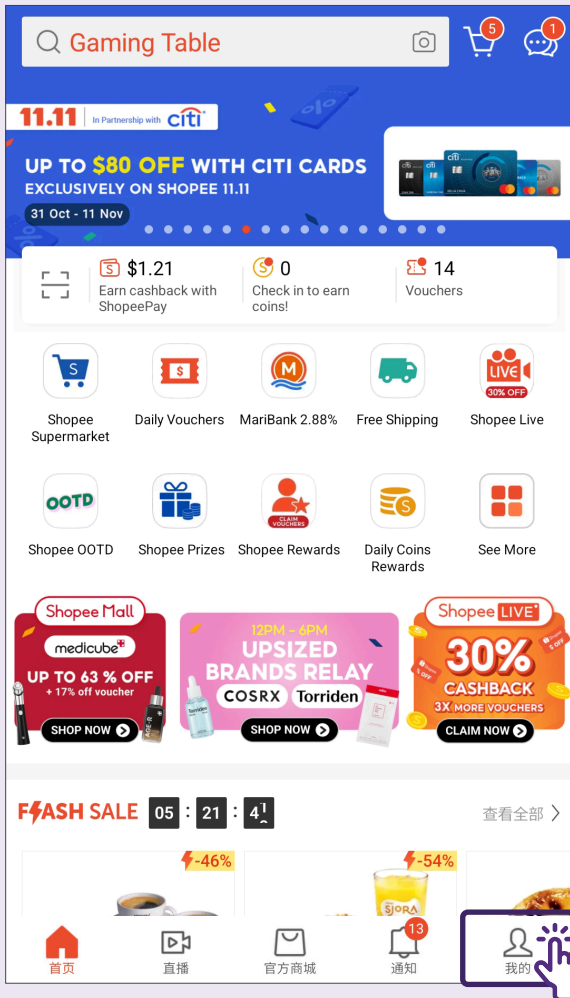 Gaming Table
5
1
11.11 In Partnership with citi
UP TO $80 OFF WITH CITI CARDS
EXCLUSIVELY ON SHOPEE 11.11
31 Oct - 11 Nov
$1.21
Earn cashback with
ShopeePay
0
Check in to earn
coins!
14
Vouchers
S
$
M
LIVE
30% OFF
Shopee
Supermarket
Daily Vouchers
MariBank 2.88%
Free Shipping
Shopee Live
OOTD
CLAIM
VOUCHERS
S
Shopee OOTD
Shopee Prizes
Shopee Rewards
Daily Coins
Rewards
See More
Shopee Mall
medicube
UP TO 63 % OFF
+ 17% off voucher
AGE-R
SHOP NOW
12PM - 6PM
UPSIZED
BRANDS RELAY
COSRX Torriden
Torriden
SHOP NOW
Shopee LIVE
30%
CASHBACK
3X MORE VOUCHERS
CLAIM NOW
FLASH SALE 05 : 21 :
查看全部
-46%
-54%
SJORA
13
首页
直播
官方商城
通知
我的